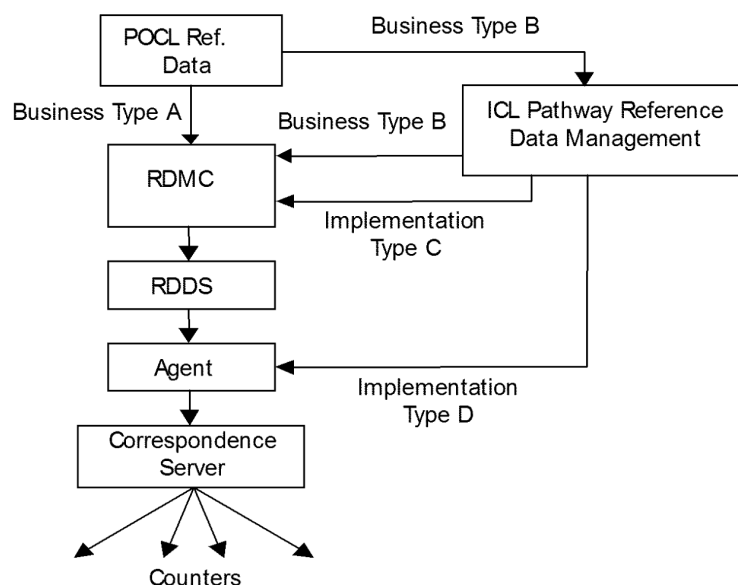 POCL Ref.
Data
Business Type B
Business Type A
Business Type B
ICL Pathway Reference
Data Management
RDMC
Implementation
Type C
RDDS
Agent
Implementation
Type D
Correspondence
Server
Counters